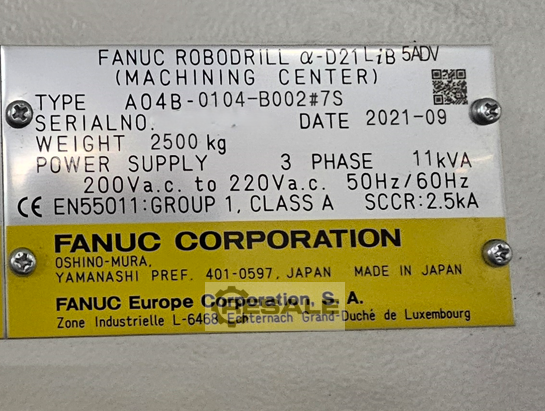 FANUC ROBODRILL α-D21LiB 5ADV
(MACHINING CENTER)
TYPE A04B-0104-B002#7S
SERIALNO. DATE 2021-09
WEIGHT 2500 kg
POWER SUPPLY 3 PHASE 11kVA
200Va.c. to 220Va.c. 50Hz/60Hz
CE EN55011:GROUP 1, CLASS A SCCR:2.5kA
FANUC CORPORATION
OSHINO-MURA,
YAMANASHI PREF. 401-0597, JAPAN MADE IN JAPAN
FANUC Europe Corporation, S. A.
RESALE
Zone Industrielle L-6468 Echternach Grand-Duché de Luxembourg